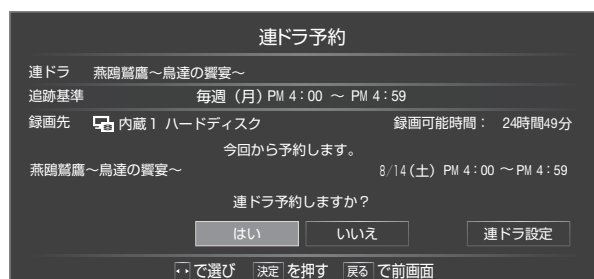 連ドラ予約
連ドラ 燕鴎鷲鷹～鳥達の饗宴～
追跡基準 毎週 (月) PM 4：00 ～ PM 4：59
録画先 内蔵1 ハードディスク 録画可能時間： 24時間49分
今回から予約します。
燕鴎鷲鷹～鳥達の饗宴～ 8/14(土) PM 4：00 ～ PM 4：59
連ドラ予約しますか？
はい いいえ 連ドラ設定
で選び 決定 を押す 戻る で前画面